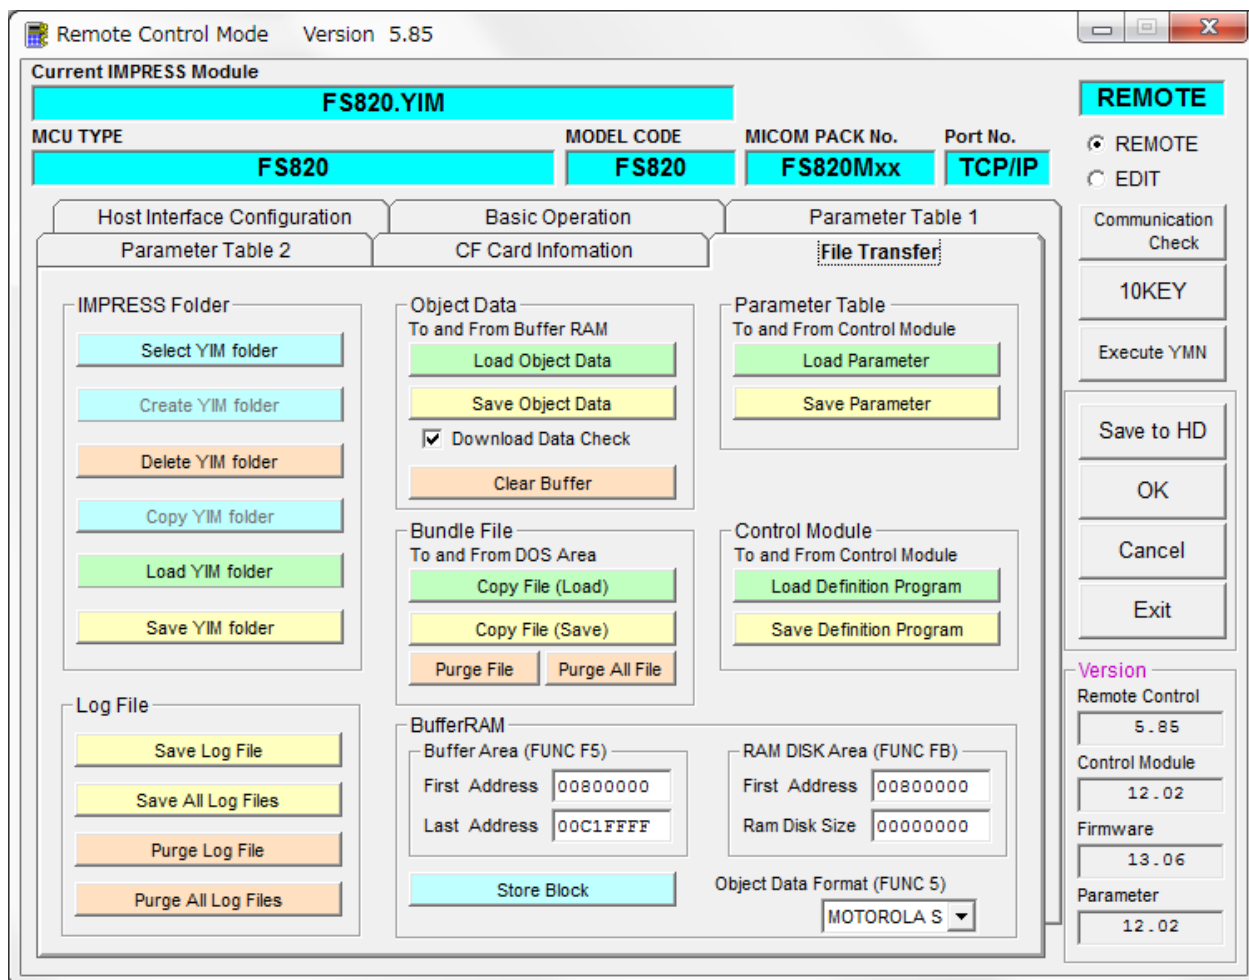 Remote Control Mode Version 5.85
Current IMPRESS Module
FS820.YIM
MCU TYPE
MODEL CODE
MICOM PACK No.
Port No.
FS820
FS820
FS820Mxx
TCP/IP
Host Interface Configuration
Basic Operation
Parameter Table 1
Parameter Table 2
CF Card Infomation
File Transfer
IMPRESS Folder
Select YIM folder
Create YIM folder
Delete YIM folder
Copy YIM folder
Load YIM folder
Save YIM folder
Log File
Save Log File
Save All Log Files
Purge Log File
Purge All Log Files
Object Data
To and From Buffer RAM
Load Object Data
Save Object Data
Download Data Check
Clear Buffer
Bundle File
To and From DOS Area
Copy File (Load)
Copy File (Save)
Purge File
Purge All File
Parameter Table
To and From Control Module
Load Parameter
Save Parameter
Control Module
To and From Control Module
Load Definition Program
Save Definition Program
BufferRAM
Buffer Area (FUNC F5)
First Address 00800000
Last Address 00C1FFFF
Store Block
RAM DISK Area (FUNC FB)
First Address 00800000
Ram Disk Size 00000000
Object Data Format (FUNC 5)
MOTOROLA S
REMOTE
REMOTE
EDIT
Communication
Check
10KEY
Execute YMN
Save to HD
OK
Cancel
Exit
Version
Remote Control
5.85
Control Module
12.02
Firmware
13.06
Parameter
12.02